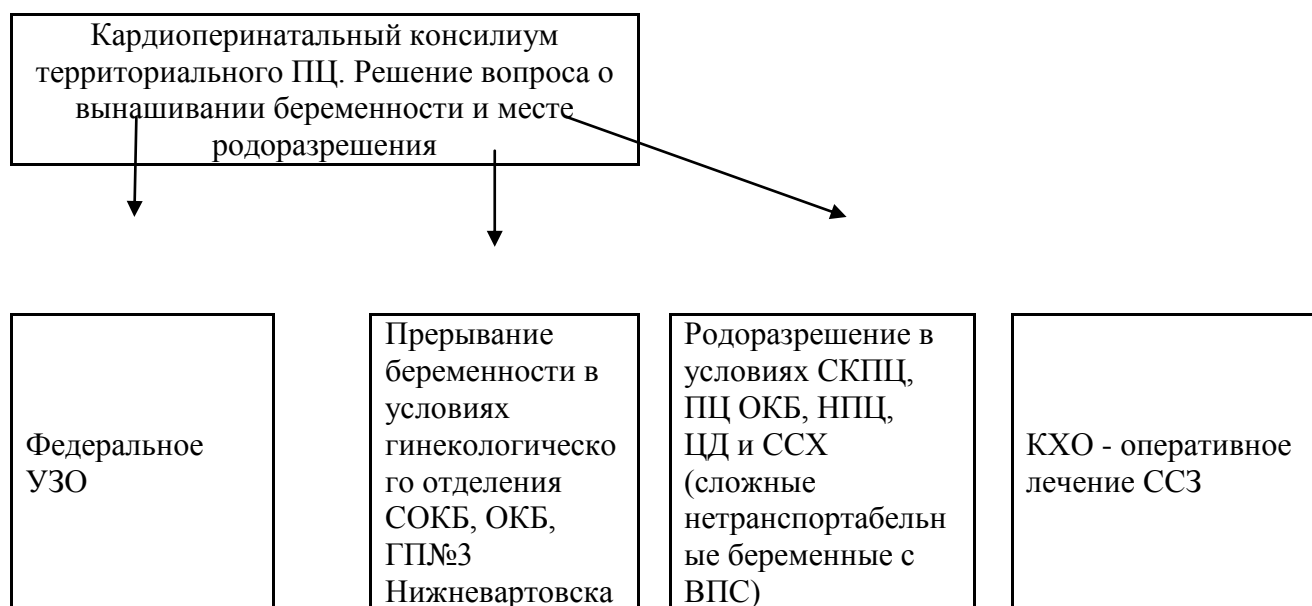 Кардиоперинатальный консилиум
территориального ПЦ. Решение вопроса о
вынашивании беременности и месте
родоразрешения
Федеральное
УЗО
Прерывание
беременности в
условиях
гинекологическо
го отделения
СОКБ, ОКБ,
ГП№3
Нижневартовска
Родоразрешение в
условиях СКПЦ,
ПЦ ОКБ, НПЦ,
ЦД и ССХ
(сложные
нетранспортабельн
ые беременные с
ВПС)
КХО - оперативное
лечение ССЗ